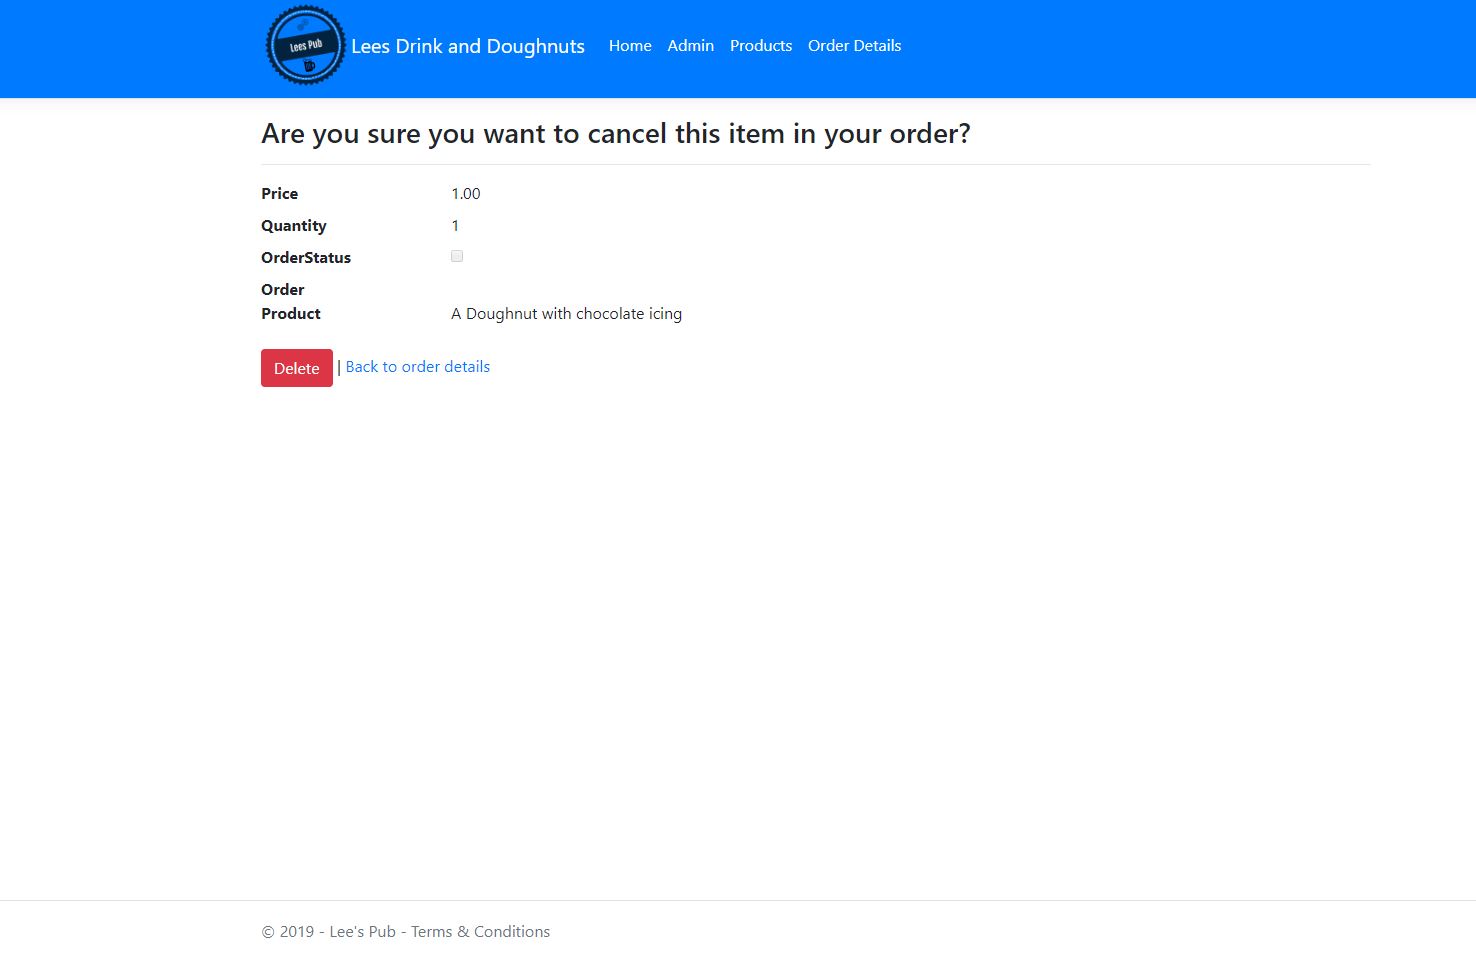 Lees Pub
Lees Drink and Doughnuts Home Admin Products Order Details
Are you sure you want to cancel this item in your order?
Price 1.00
Quantity 1
OrderStatus
Order
Product A Doughnut with chocolate icing
Delete | Back to order details
© 2019 - Lee's Pub - Terms & Conditions